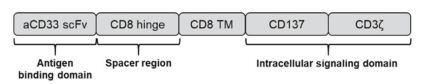 aCD33 scFv CD8 hinge CD8 TM CD137 CD3ζ
Antigen binding domain
Spacer region
Intracellular signaling domain